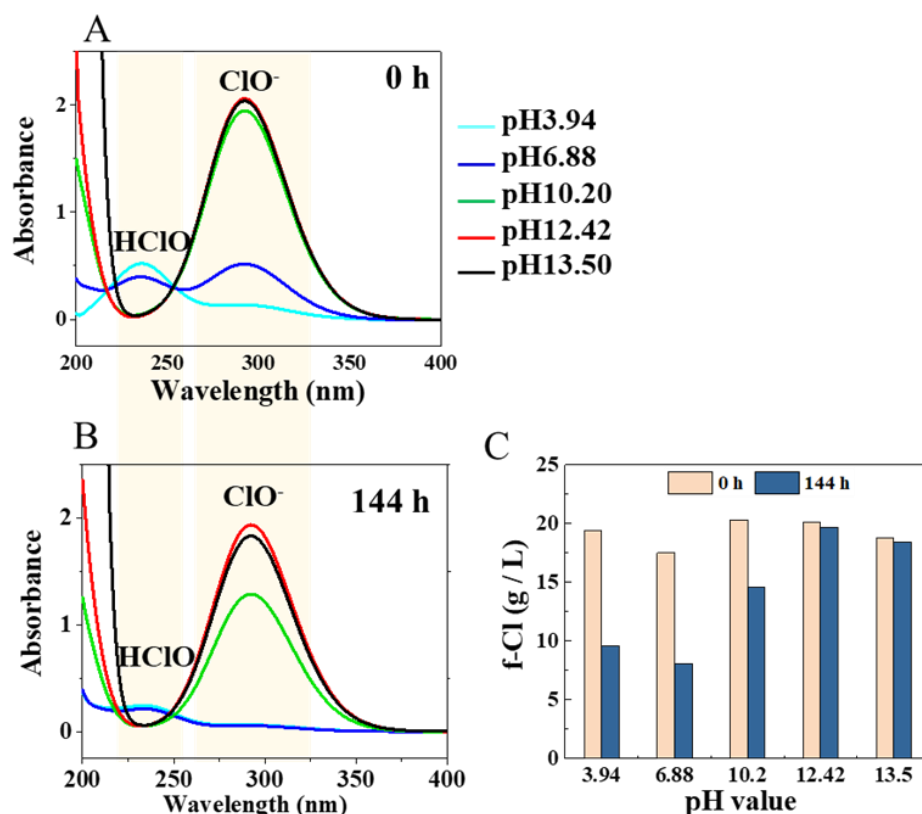 A
0 h
ClO⁻
HClO
2
1
0
Absorbance
200 250 300 350 400
Wavelength (nm)
pH3.94
pH6.88
pH10.20
pH12.42
pH13.50
B
144 h
ClO⁻
HClO
2
1
0
Absorbance
200 250 300 350 400
Wavelength (nm)
C
0 h 144 h
25
20
15
10
5
0
f-Cl (g / L)
3.94 6.88 10.2 12.42 13.5
pH value